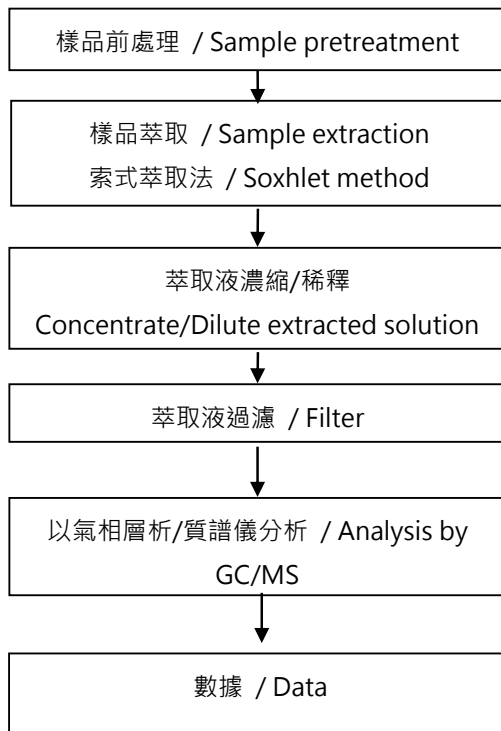 樣品前處理 / Sample pretreatment
樣品萃取 / Sample extraction
索式萃取法 / Soxhlet method
萃取液濃縮/稀釋
Concentrate/Dilute extracted solution
萃取液過濾 / Filter
以氣相層析/質譜儀分析 / Analysis by
GC/MS
數據 / Data